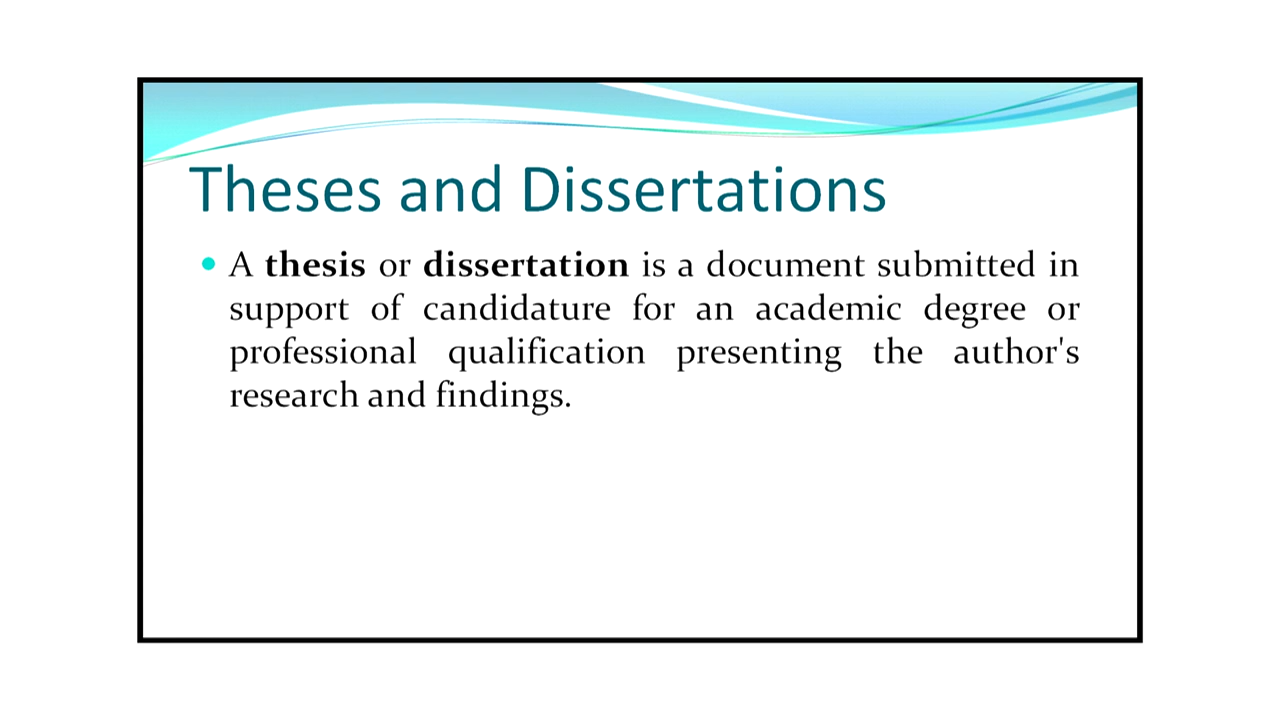 Theses and Dissertations
• A thesis or dissertation is a document submitted in
support of candidature for an academic degree or
professional qualification presenting the author's
research and findings.